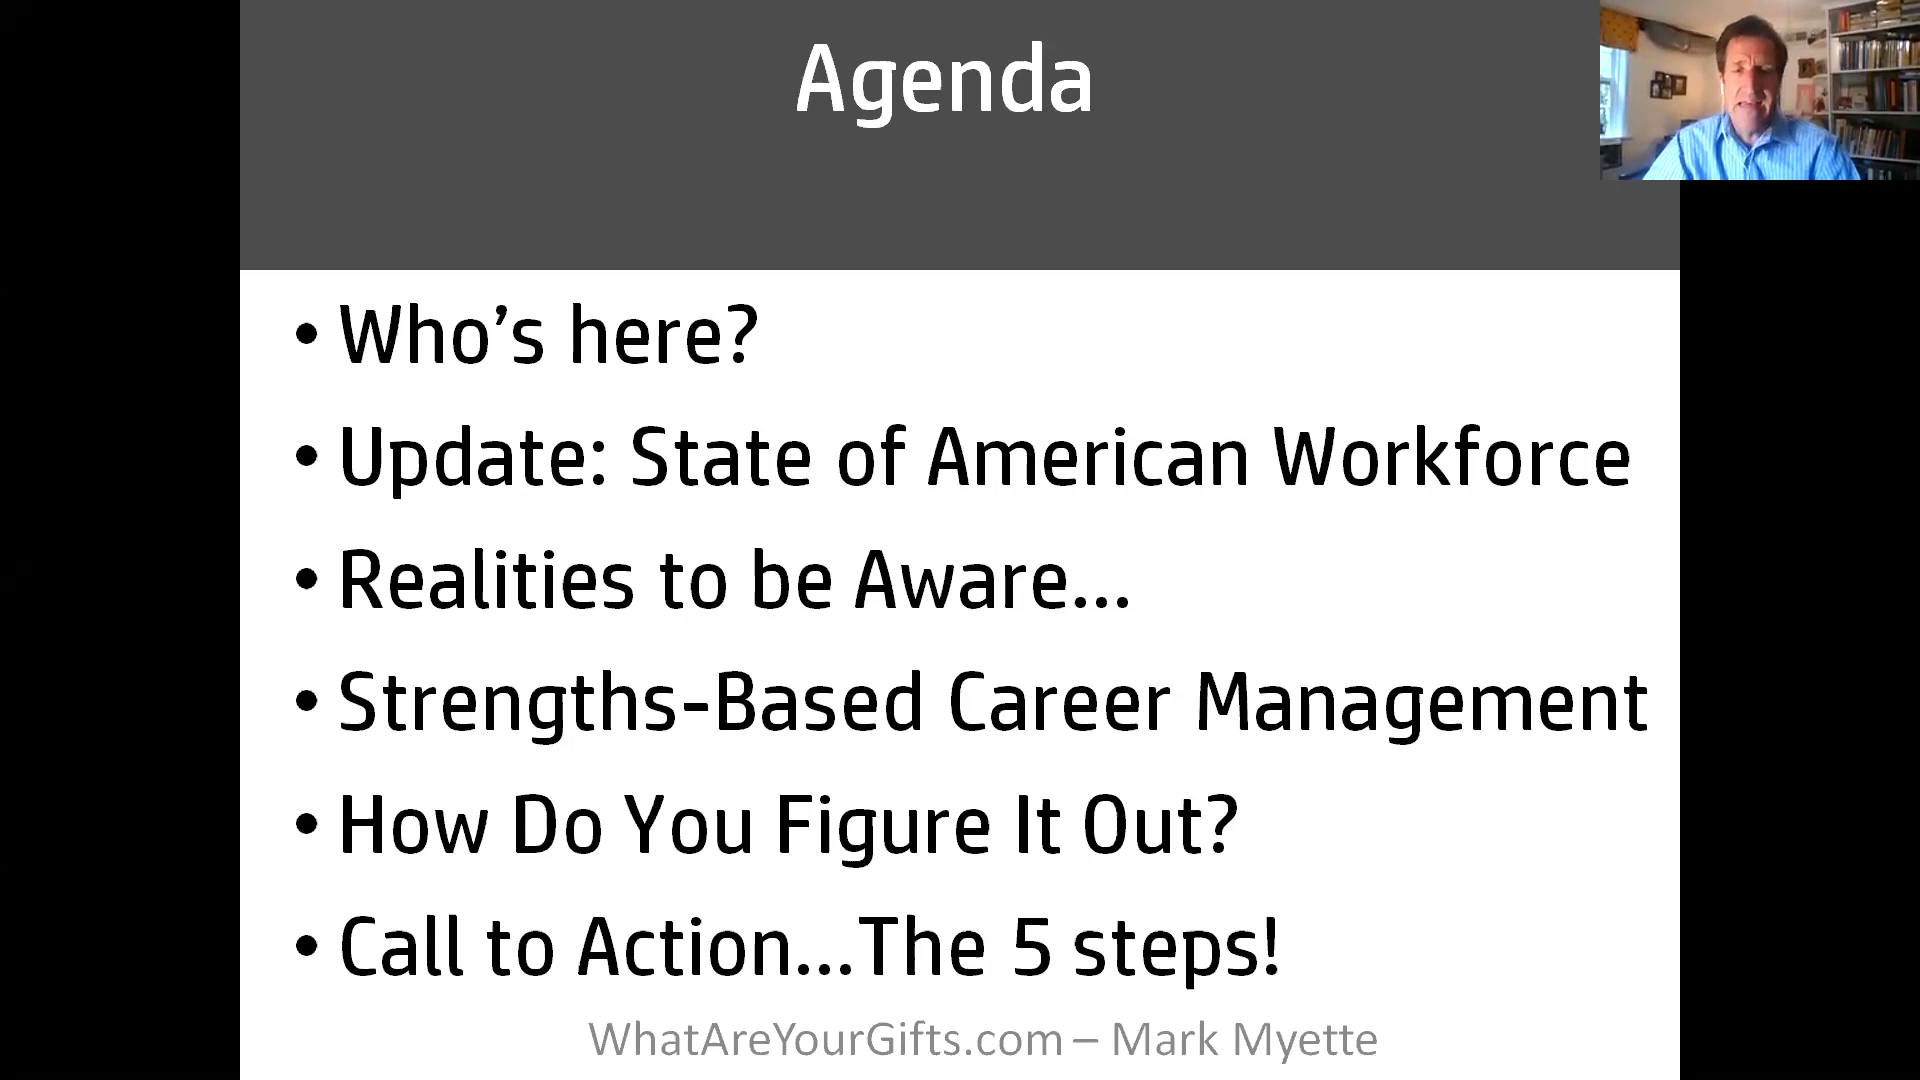 Agenda
• Who's here?
• Update: State of American Workforce
• Realities to be Aware...
• Strengths-Based Career Management
• How Do You Figure It Out?
• Call to Action...The 5 steps!
WhatAreYourGifts.com – Mark Myette